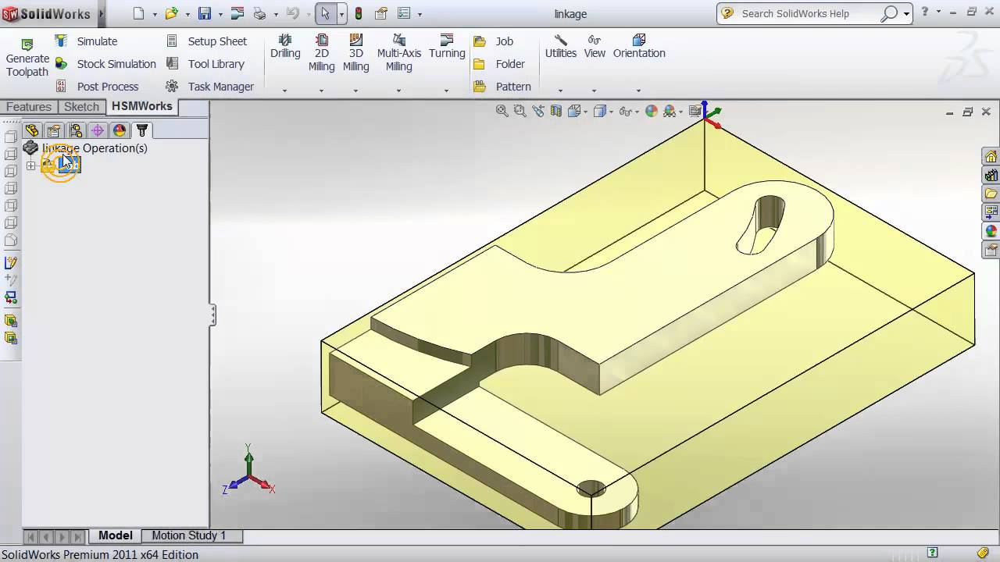 SolidWorks
linkage
Search SolidWorks Help
Generate Toolpath
Simulate
Stock Simulation
Post Process
Setup Sheet
Tool Library
Task Manager
Drilling
2D Milling
3D Milling
Multi-Axis Milling
Turning
Job
Folder
Pattern
Utilities
View
Orientation
Features
Sketch
HSMWorks
linkage Operation(s)
Y
Z
X
Model
Motion Study 1
SolidWorks Premium 2011 x64 Edition